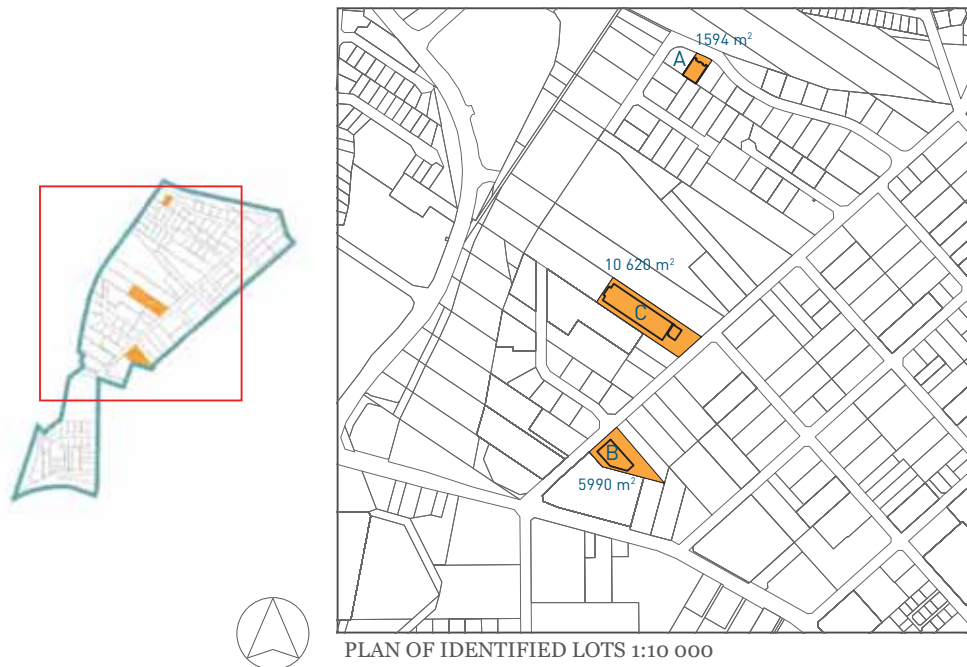 1594 m²
A
10 620 m²
C
B
5990 m²
PLAN OF IDENTIFIED LOTS 1:10 000